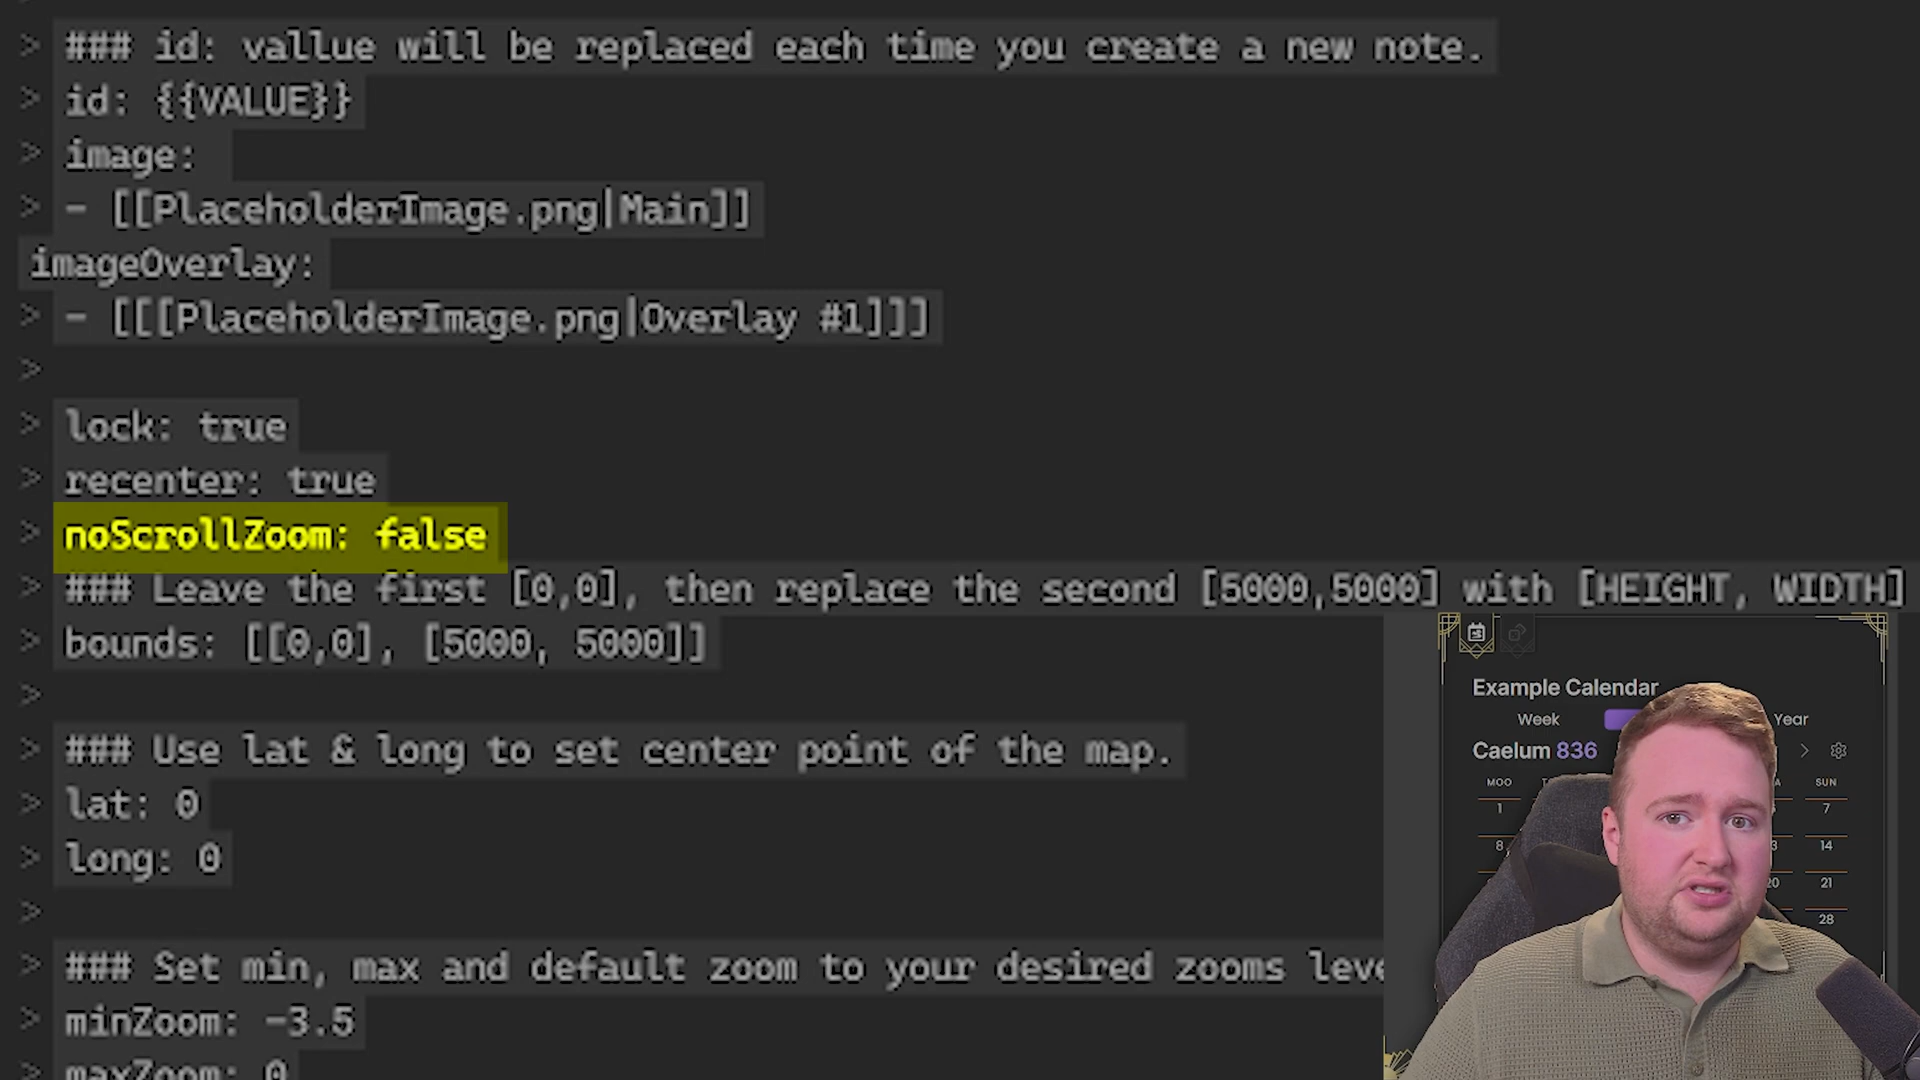 > ### id: vallue will be replaced each time you create a new note.
> id: {{VALUE}}
> image:
> - [[PlaceholderImage.png|Main]]
imageOverlay:
> - [[[PlaceholderImage.png|Overlay #1]]]
>
> lock: true
> recenter: true
> noScrollZoom: false
> ### Leave the first [0,0], then replace the second [5000,5000] with [HEIGHT, WIDTH]
> bounds: [[0,0], [5000, 5000]]
>
> ### Use lat & long to set center point of the map.
> lat: 0
> long: 0
>
> ### Set min, max and default zoom to your desired zooms leve
> minZoom: -3.5
> maxZoom: 0
Example Calendar
Week Year
Caelum 836 >
MOO SUN
1 7
8 14
20 21
28